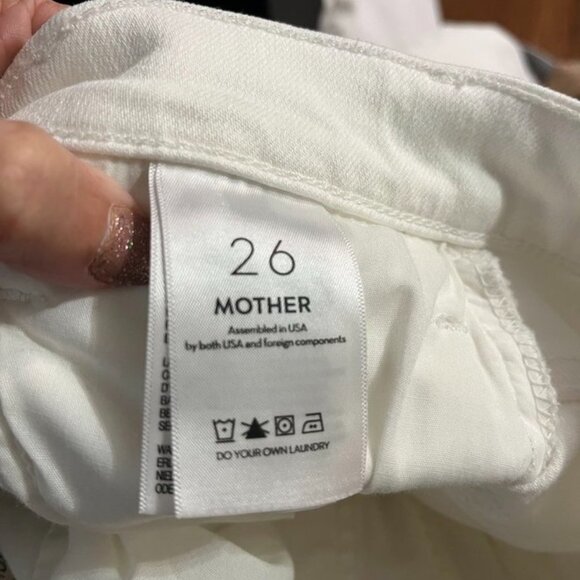 26
MOTHER
Assembled in USA
by both USA and foreign components
DO YOUR OWN LAUNDRY